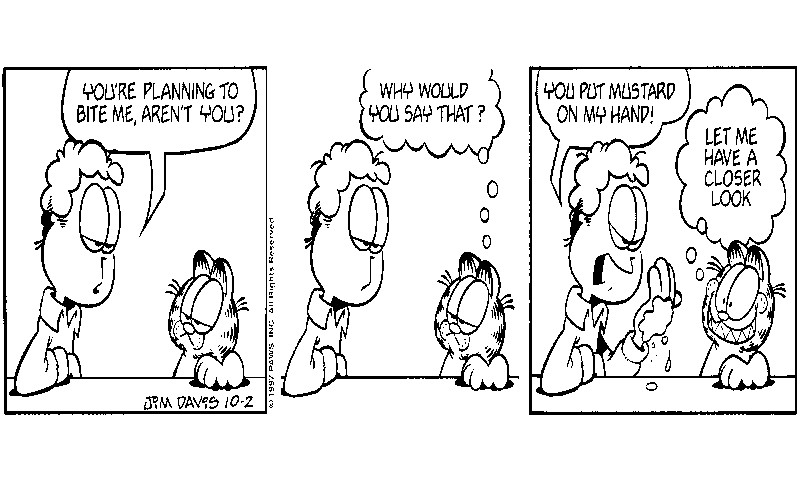 YOU'RE PLANNING TO
BITE ME, AREN'T YOU?
JIM DAVIS 10-2
© 1997 PAWS, INC. All Rights Reserved
WHY WOULD
YOU SAY THAT?
YOU PUT MUSTARD
ON MY HAND!
LET ME
HAVE A
CLOSER
LOOK